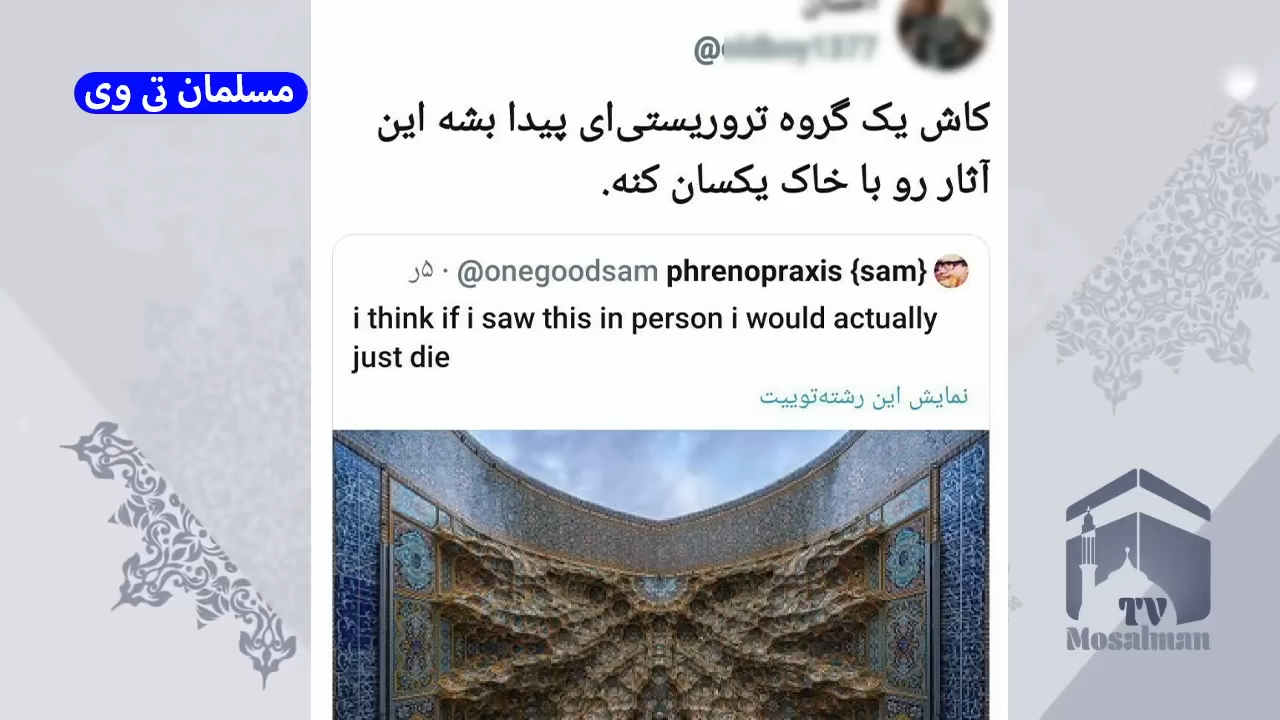 مسلمان تی وی
@
کاش یک گروه تروریستی‌ای پیدا بشه این
آثار رو با خاک یکسان کنه.
phrenopraxis {sam} @onegoodsam · ۵ر
i think if i saw this in person i would actually
just die
نمایش این رشته‌توییت
TV
Mosalman